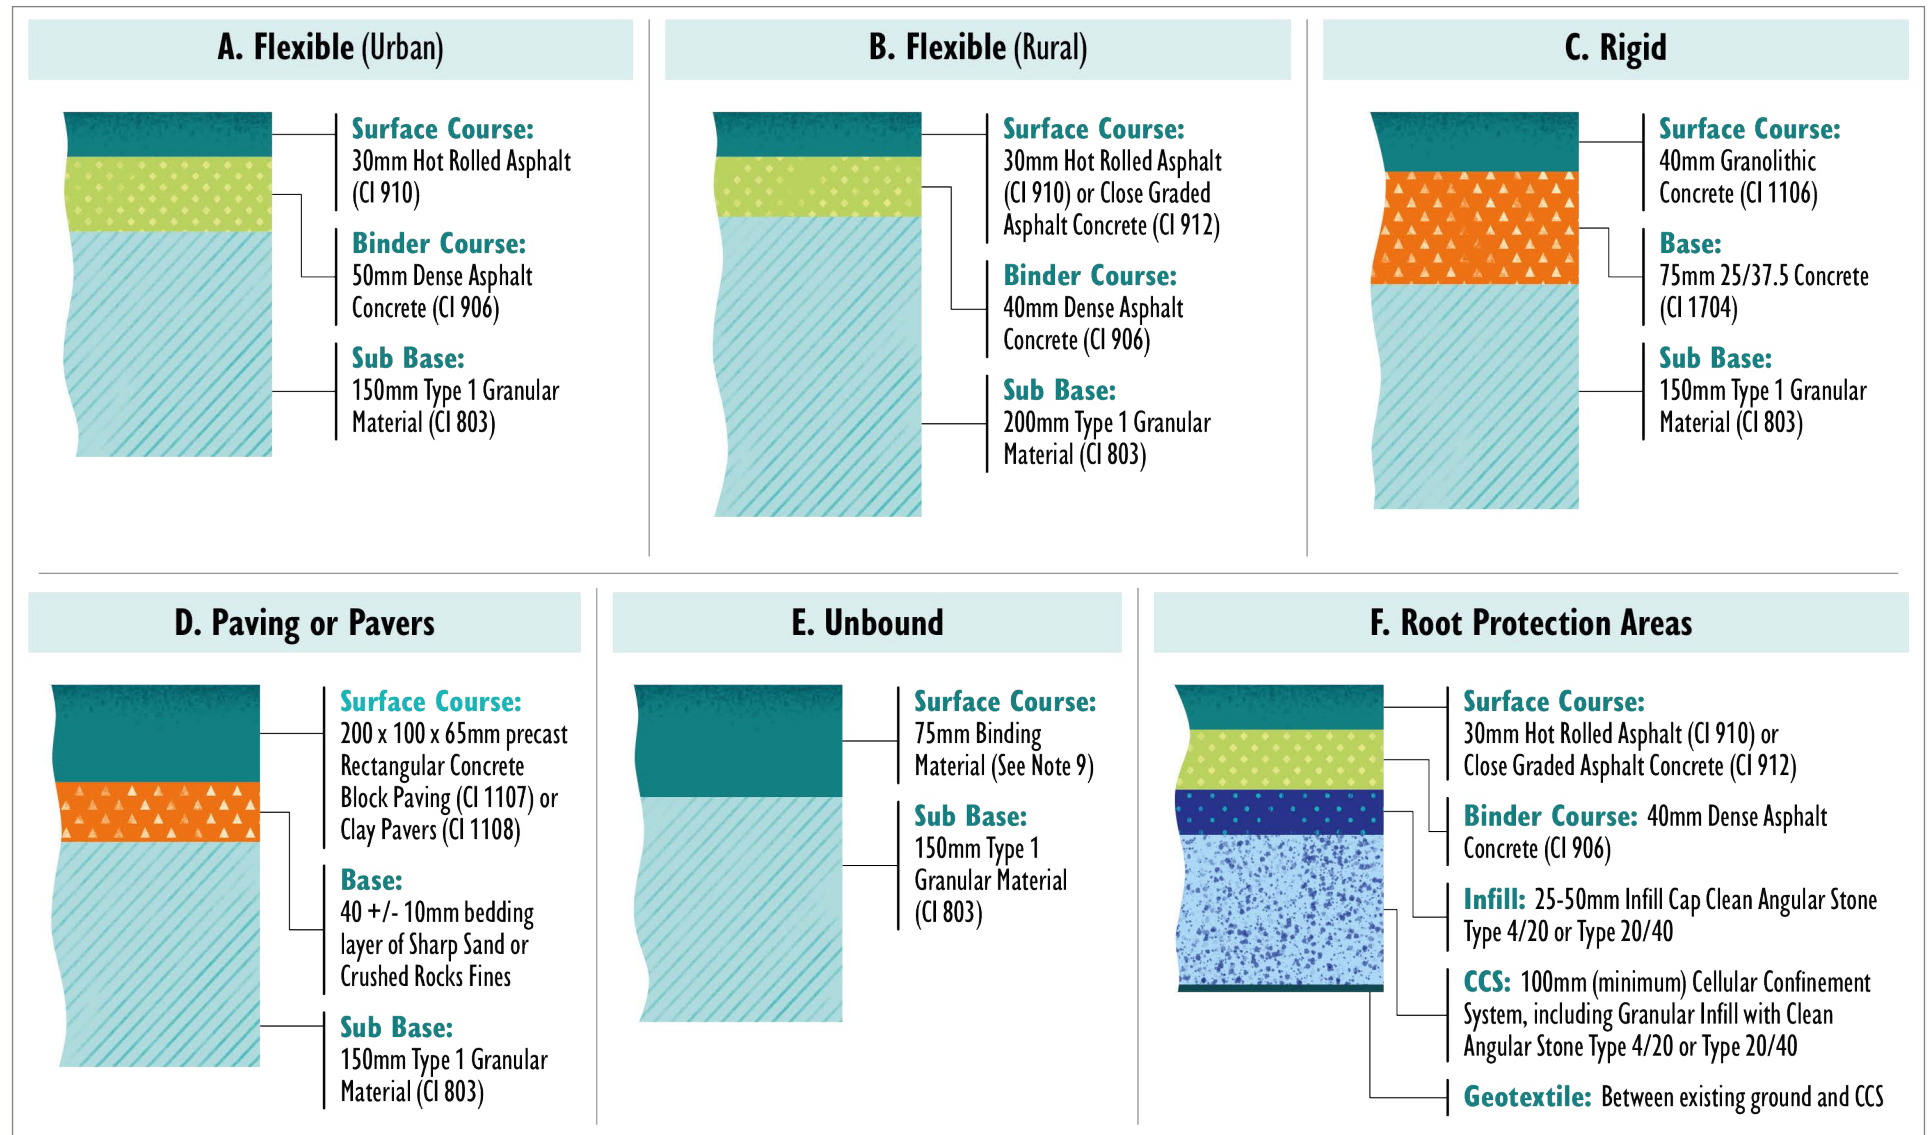 A. Flexible (Urban)
Surface Course:
30mm Hot Rolled Asphalt
(Cl 910)
Binder Course:
50mm Dense Asphalt
Concrete (Cl 906)
Sub Base:
150mm Type 1 Granular
Material (Cl 803)
B. Flexible (Rural)
Surface Course:
30mm Hot Rolled Asphalt
(Cl 910) or Close Graded
Asphalt Concrete (Cl 912)
Binder Course:
40mm Dense Asphalt
Concrete (Cl 906)
Sub Base:
200mm Type 1 Granular
Material (Cl 803)
C. Rigid
Surface Course:
40mm Granolithic
Concrete (Cl 1106)
Base:
75mm 25/37.5 Concrete
(Cl 1704)
Sub Base:
150mm Type 1 Granular
Material (Cl 803)
D. Paving or Pavers
Surface Course:
200 x 100 x 65mm precast
Rectangular Concrete
Block Paving (Cl 1107) or
Clay Pavers (Cl 1108)
Base:
40 +/- 10mm bedding
layer of Sharp Sand or
Crushed Rocks Fines
Sub Base:
150mm Type 1 Granular
Material (Cl 803)
E. Unbound
Surface Course:
75mm Binding
Material (See Note 9)
Sub Base:
150mm Type 1
Granular Material
(Cl 803)
F. Root Protection Areas
Surface Course:
30mm Hot Rolled Asphalt (Cl 910) or
Close Graded Asphalt Concrete (Cl 912)
Binder Course: 40mm Dense Asphalt
Concrete (Cl 906)
Infill: 25-50mm Infill Cap Clean Angular Stone
Type 4/20 or Type 20/40
CCS: 100mm (minimum) Cellular Confinement
System, including Granular Infill with Clean
Angular Stone Type 4/20 or Type 20/40
Geotextile: Between existing ground and CCS